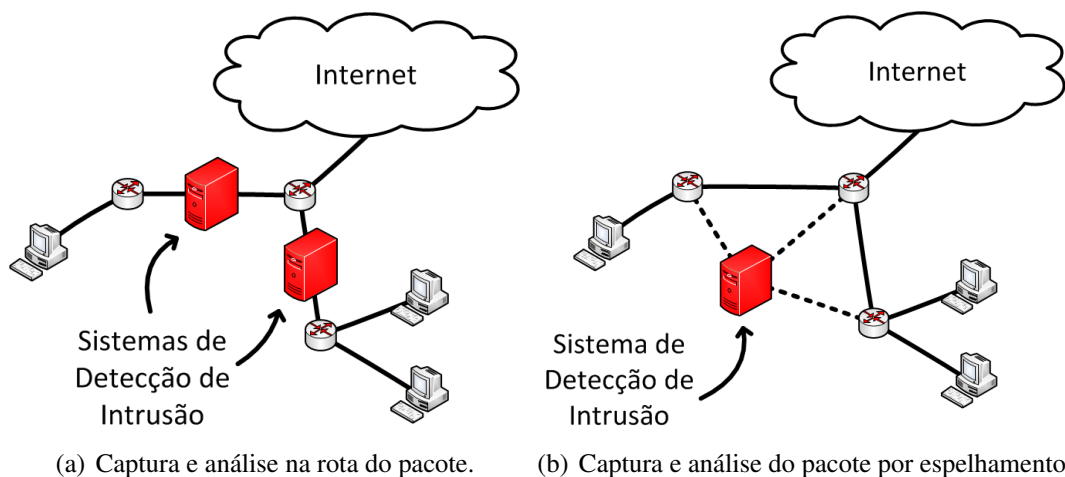 Internet
Sistemas de
Detecção de
Intrusão
(a) Captura e análise na rota do pacote.
Internet
Sistema de
Detecção de
Intrusão
(b) Captura e análise do pacote por espelhamento